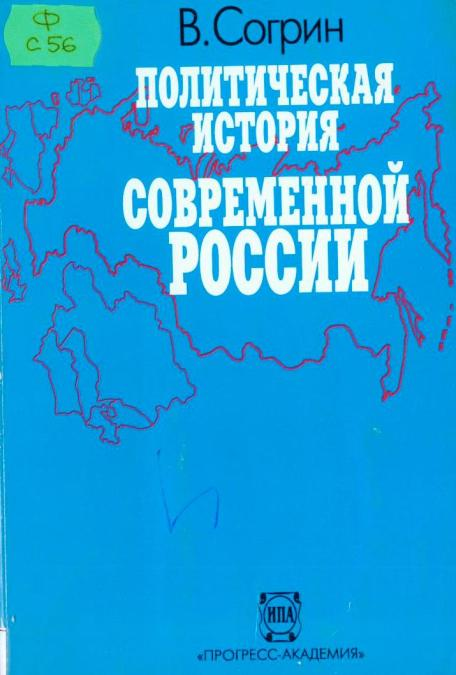 Ф
С 56
В. Согрин
ПОЛИТИЧЕСКАЯ
ИСТОРИЯ
СОВРЕМЕННОЙ
РОССИИ
ИПА
«ПРОГРЕСС-АКАДЕМИЯ»